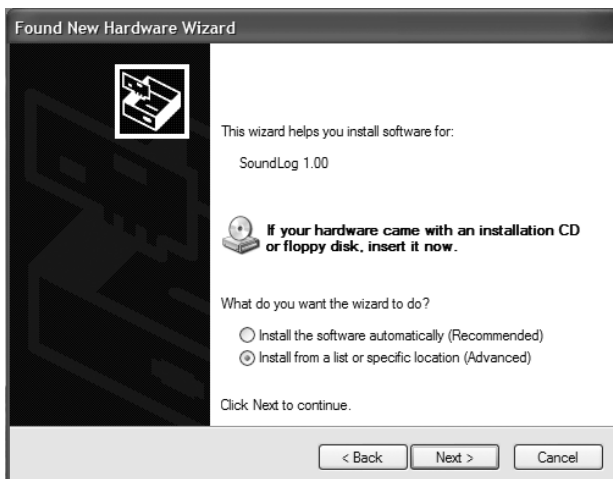 Found New Hardware Wizard
This wizard helps you install software for:
SoundLog 1.00
If your hardware came with an installation CD
or floppy disk, insert it now.
What do you want the wizard to do?
Install the software automatically (Recommended)
Install from a list or specific location (Advanced)
Click Next to continue.
< Back Next > Cancel